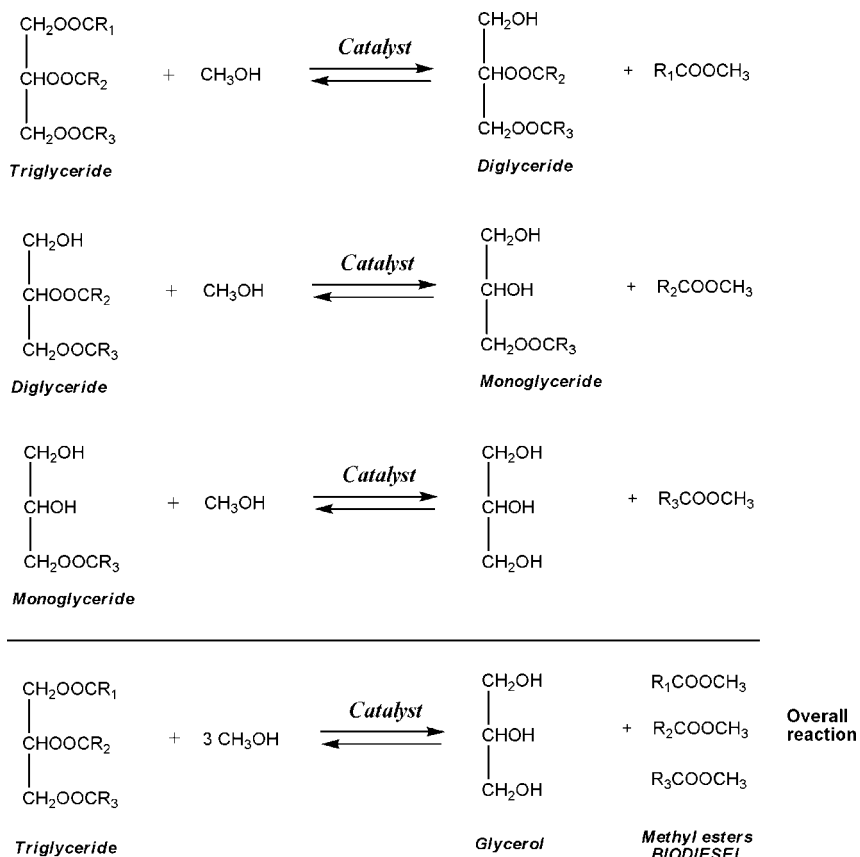 CH₂OOCR₁ CH₂OH
Catalyst
CHOOCR₂ + CH₃OH CHOOCR₂ + R₁COOCH₃
CH₂OOCR₃ CH₂OOCR₃
Triglyceride Diglyceride
CH₂OH CH₂OH
Catalyst
CHOOCR₂ + CH₃OH CHOH + R₂COOCH₃
CH₂OOCR₃ CH₂OOCR₃
Diglyceride Monoglyceride
CH₂OH CH₂OH
Catalyst
CHOH + CH₃OH CHOH + R₃COOCH₃
CH₂OOCR₃ CH₂OH
Monoglyceride
CH₂OOCR₁ CH₂OH R₁COOCH₃
Catalyst
CHOOCR₂ + 3 CH₃OH CHOH + R₂COOCH₃ Overall
reaction
CH₂OOCR₃ CH₂OH R₃COOCH₃
Triglyceride Glycerol Methyl esters
BIODIESEL